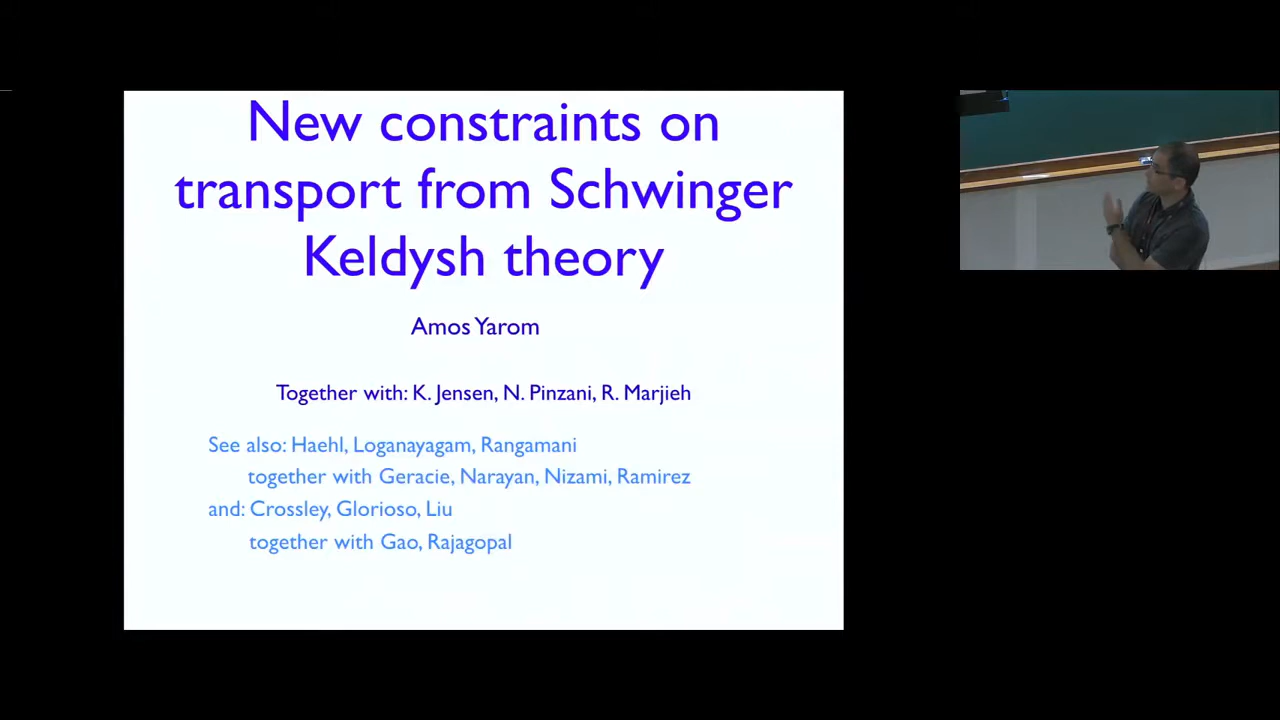 New constraints on
transport from Schwinger
Keldysh theory
Amos Yarom
Together with: K. Jensen, N. Pinzani, R. Marjieh
See also: Haehl, Loganayagam, Rangamani
together with Geracie, Narayan, Nizami, Ramirez
and: Crossley, Glorioso, Liu
together with Gao, Rajagopal